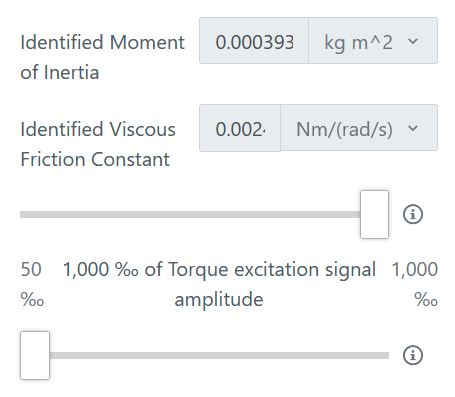 Identified Moment 0.000393 kg m^2
of Inertia
Identified Viscous 0.002 Nm/(rad/s)
Friction Constant
50 1,000 ‰ of Torque excitation signal 1,000
‰ amplitude ‰